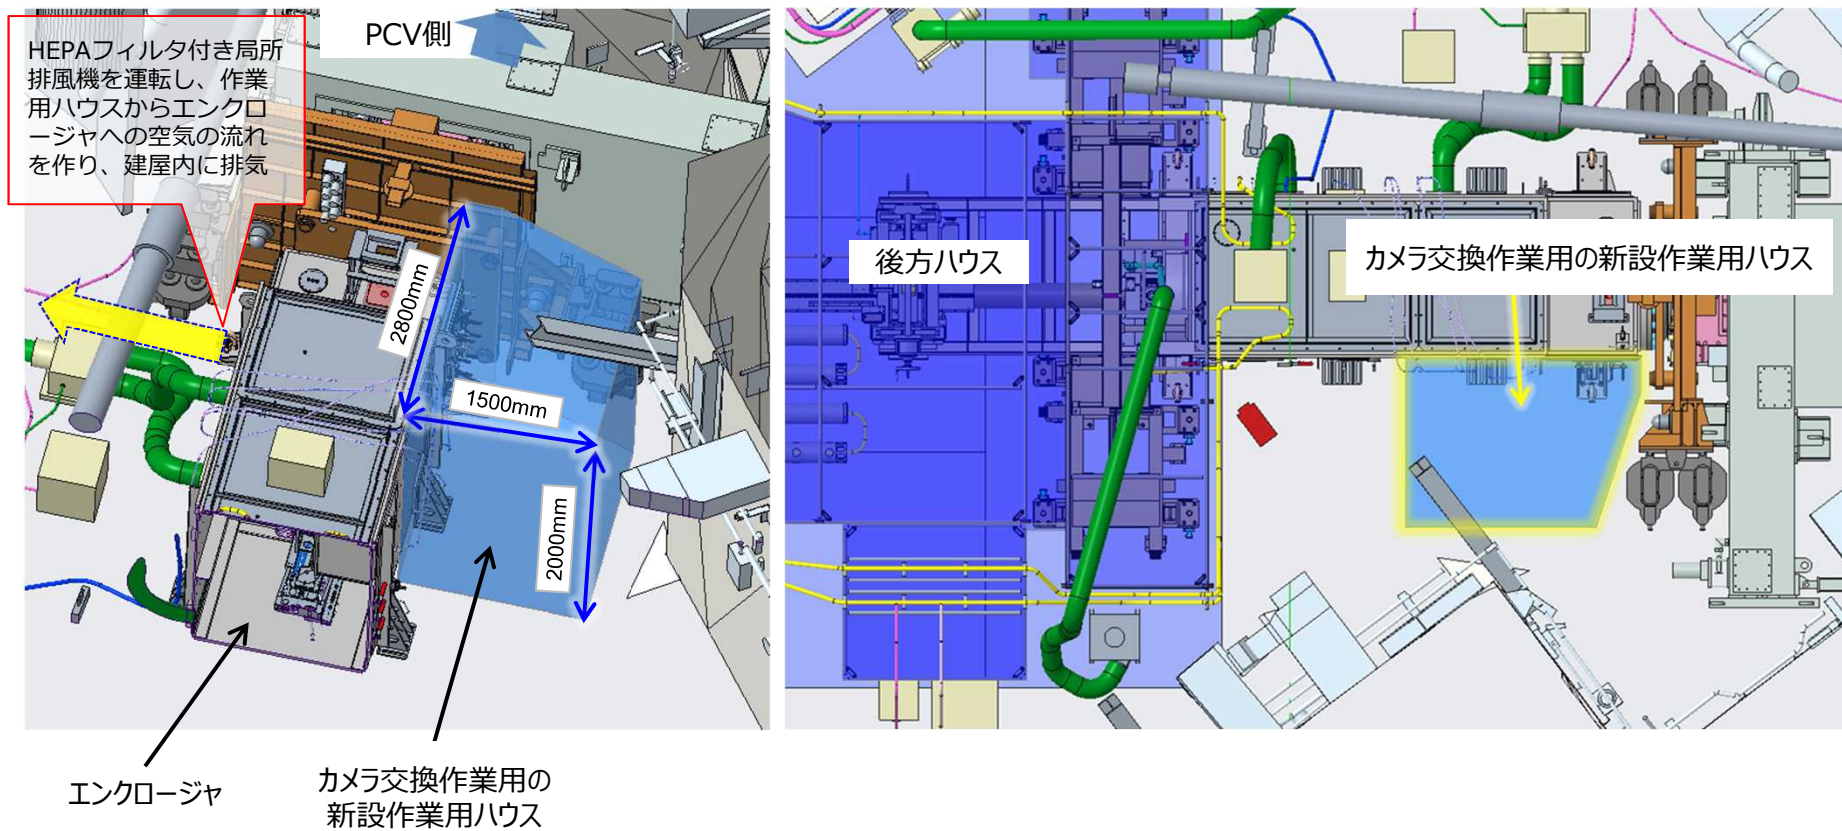 HEPAフィルタ付き局所
排風機を運転し、作業
用ハウスからエンクロ
ージャへの空気の流れ
を作り、建屋内に排気
PCV側
2800mm
1500mm
2000mm
エンクロージャ
カメラ交換作業用の
新設作業用ハウス
後方ハウス
カメラ交換作業用の新設作業用ハウス